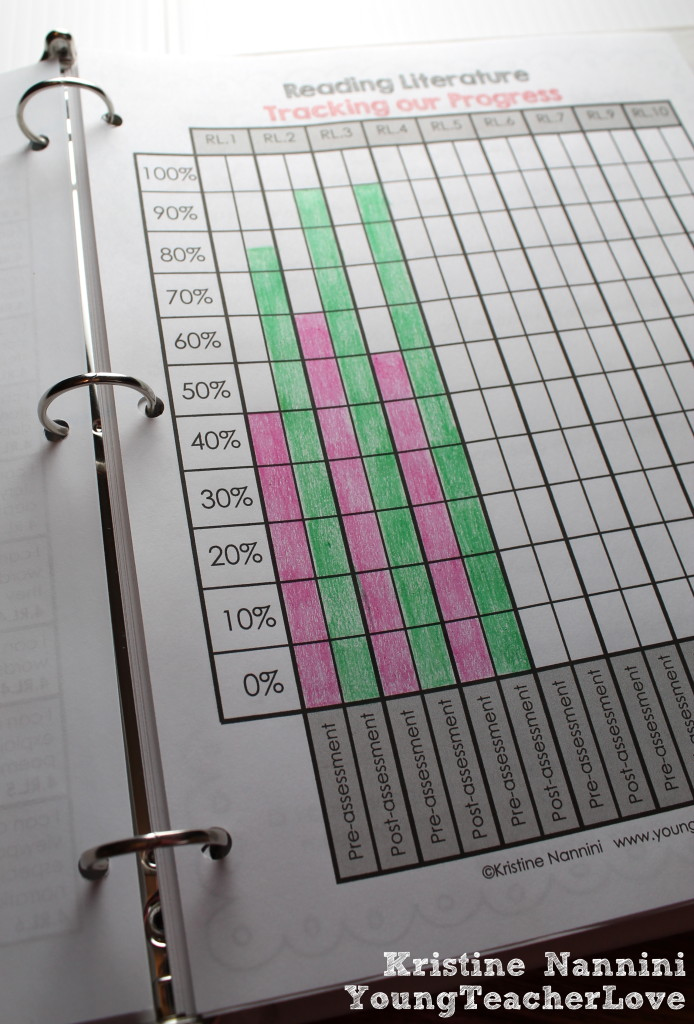 Reading Literature
Tracking our Progress
RL.1 RL.2 RL.3 RL.4 RL.5 RL.6 RL.7 RL.9 RL.10
100%
90%
80%
70%
60%
50%
40%
30%
20%
10%
0%
Pre-assessment
Post-assessment
Pre-assessment
Post-assessment
Pre-assessment
Post-assessment
Pre-assessment
Post-assessment
Pre-assessment
©Kristine Nannini www.young
Kristine Nannini
YoungTeacherLove